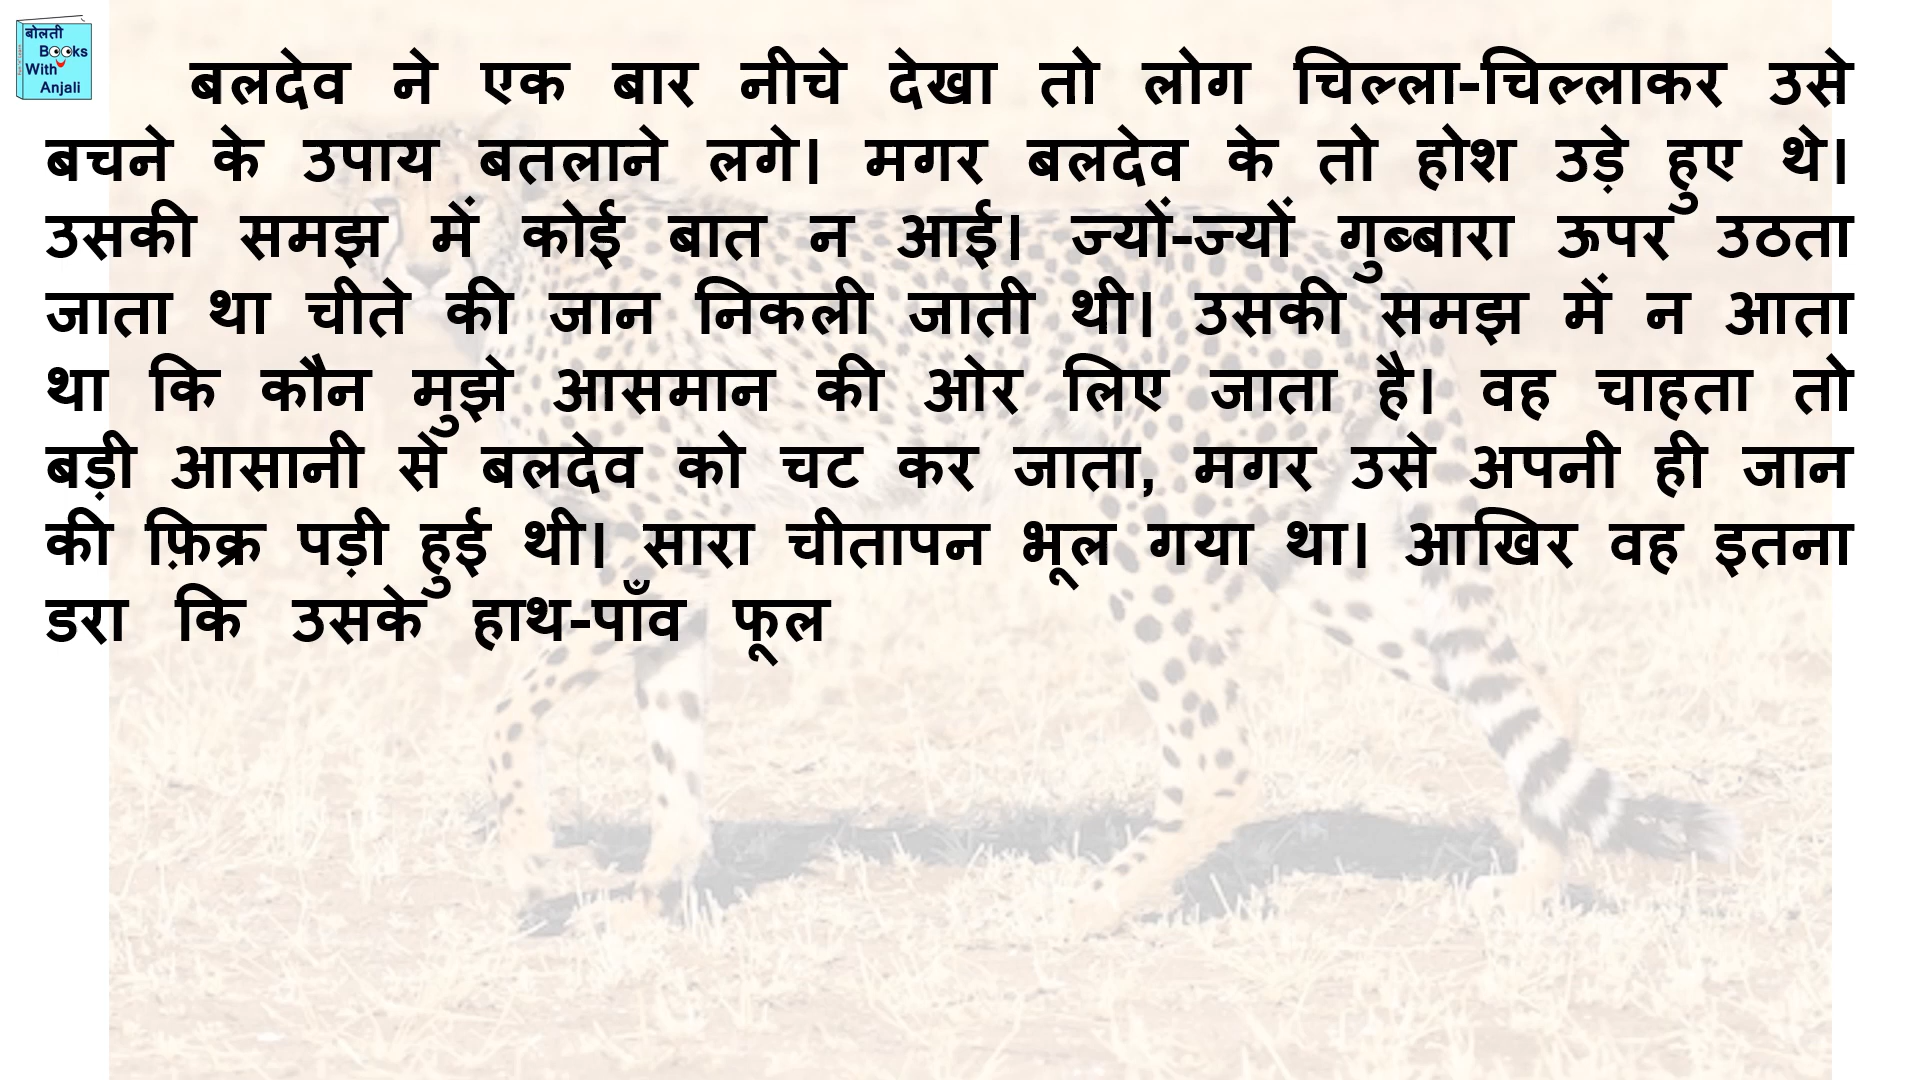 बोलती
Books
With
Anjali
बलदेव ने एक बार नीचे देखा तो लोग चिल्ला-चिल्लाकर उसे
बचने के उपाय बतलाने लगे। मगर बलदेव के तो होश उड़े हुए थे।
उसकी समझ में कोई बात न आई। ज्यों-ज्यों गुब्बारा ऊपर उठता
जाता था चीते की जान निकली जाती थी। उसकी समझ में न आता
था कि कौन मुझे आसमान की ओर लिए जाता है। वह चाहता तो
बड़ी आसानी से बलदेव को चट कर जाता, मगर उसे अपनी ही जान
की फ़िक्र पड़ी हुई थी। सारा चीतापन भूल गया था। आखिर वह इतना
डरा कि उसके हाथ-पाँव फूल